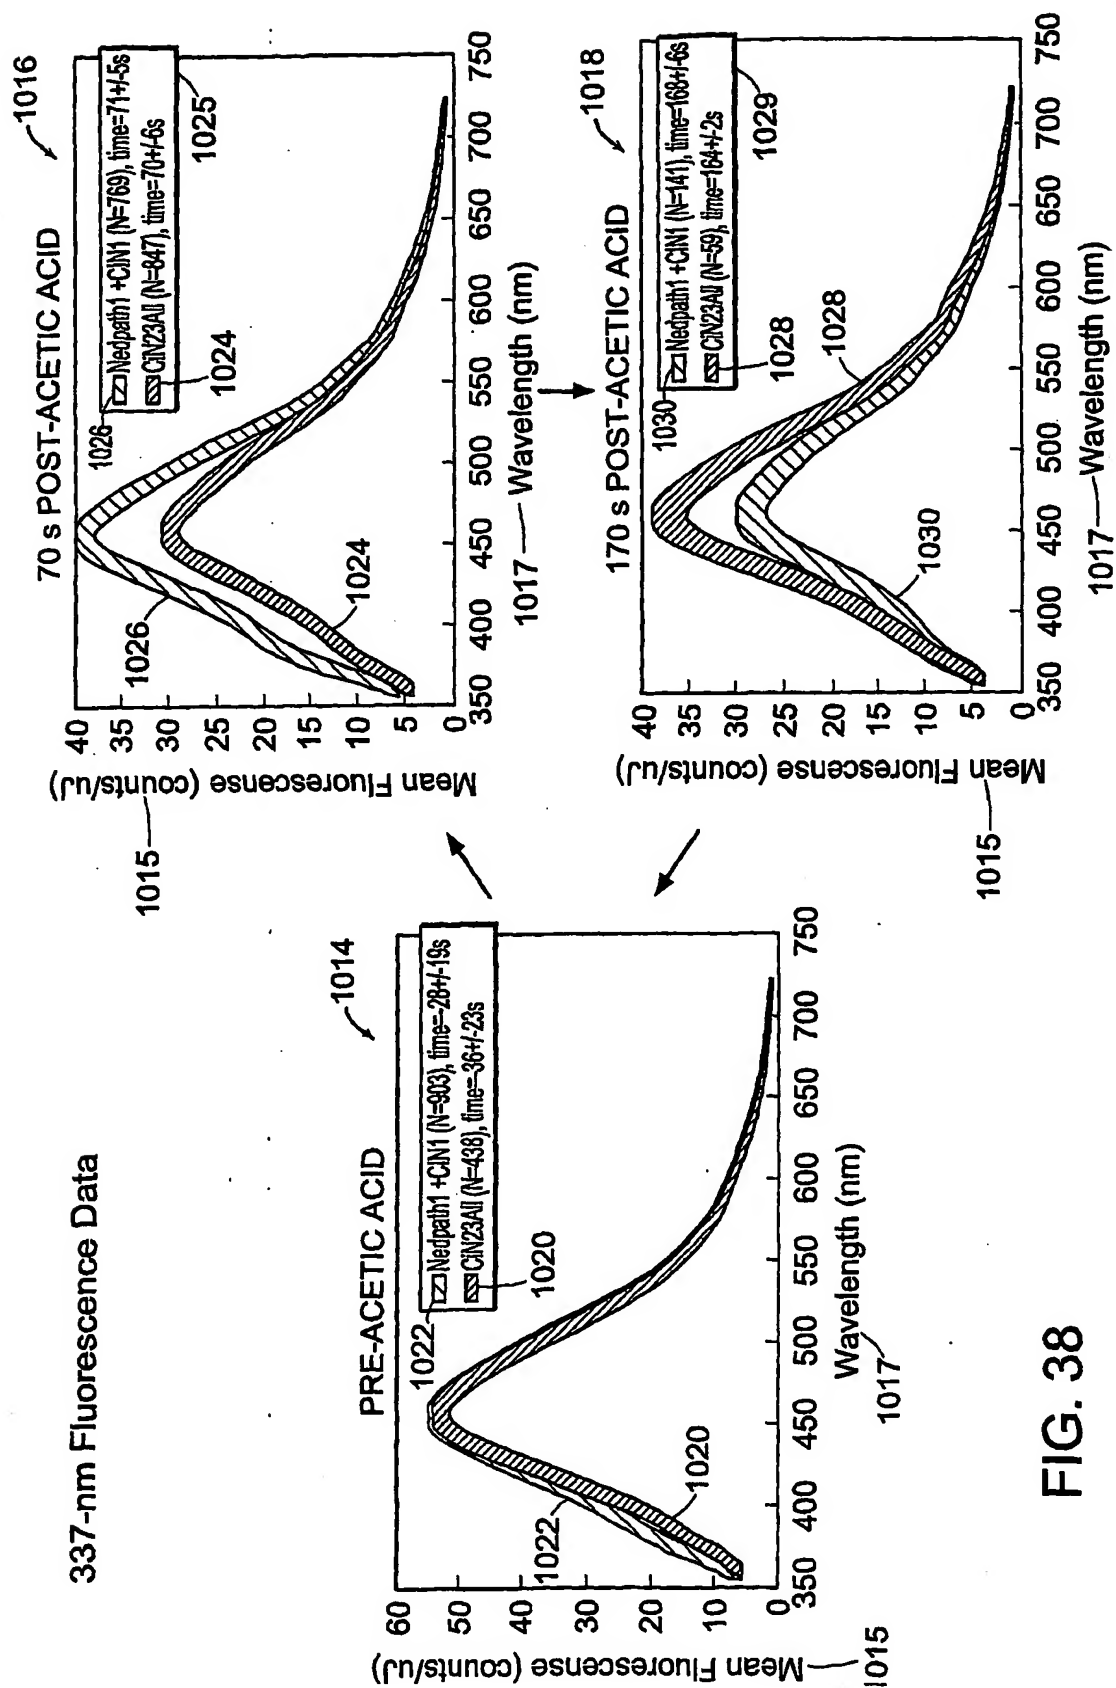 337-nm Fluorescence Data
PRE-ACETIC ACID
1014
1022
Nedpath1 +CIN1 (N=903), time=-28+/-19s
CIN23All (N=438), time=-36+/-23s
1020
60
50
40
30
20
10
0
1022
1020
350 400 450 500 550 600 650 700 750
Mean Fluorescense (counts/uJ)
1015
Wavelength (nm)
1017
70 s POST-ACETIC ACID
1016
1026
Nedpath1 +CIN1 (N=769), time=71+/-5s
CIN23All (N=847), time=70+/-6s
1025
1024
40
35
30
25
20
15
10
5
0
1026
1024
350 400 450 500 550 600 650 700 750
Mean Fluorescense (counts/uJ)
1015
1017 Wavelength (nm)
170 s POST-ACETIC ACID
1018
1030
Nedpath1 +CIN1 (N=141), time=168+/-6s
CIN23All (N=59), time=164+/-2s
1029
1028
1028
40
35
30
25
20
15
10
5
0
1030
350 400 450 500 550 600 650 700 750
Mean Fluorescense (counts/uJ)
1015
1017 Wavelength (nm)
FIG. 38